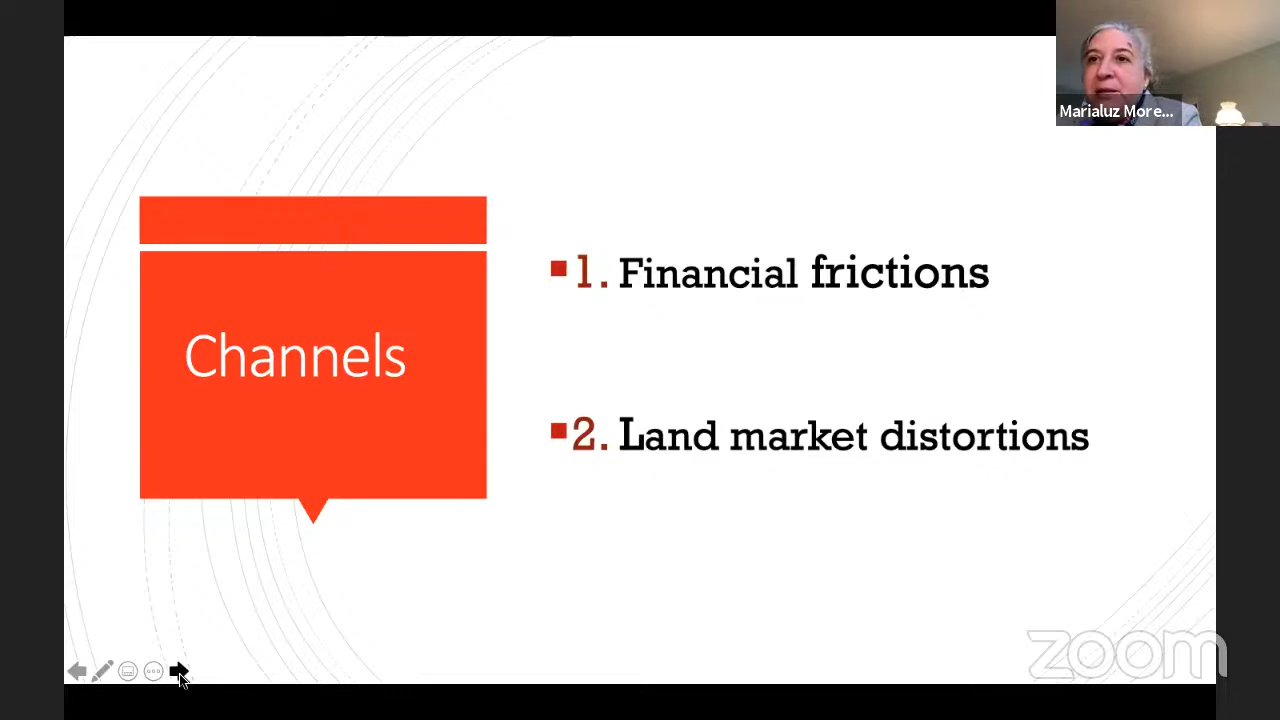 Marialuz More...
Channels
1. Financial frictions
2. Land market distortions
zoom